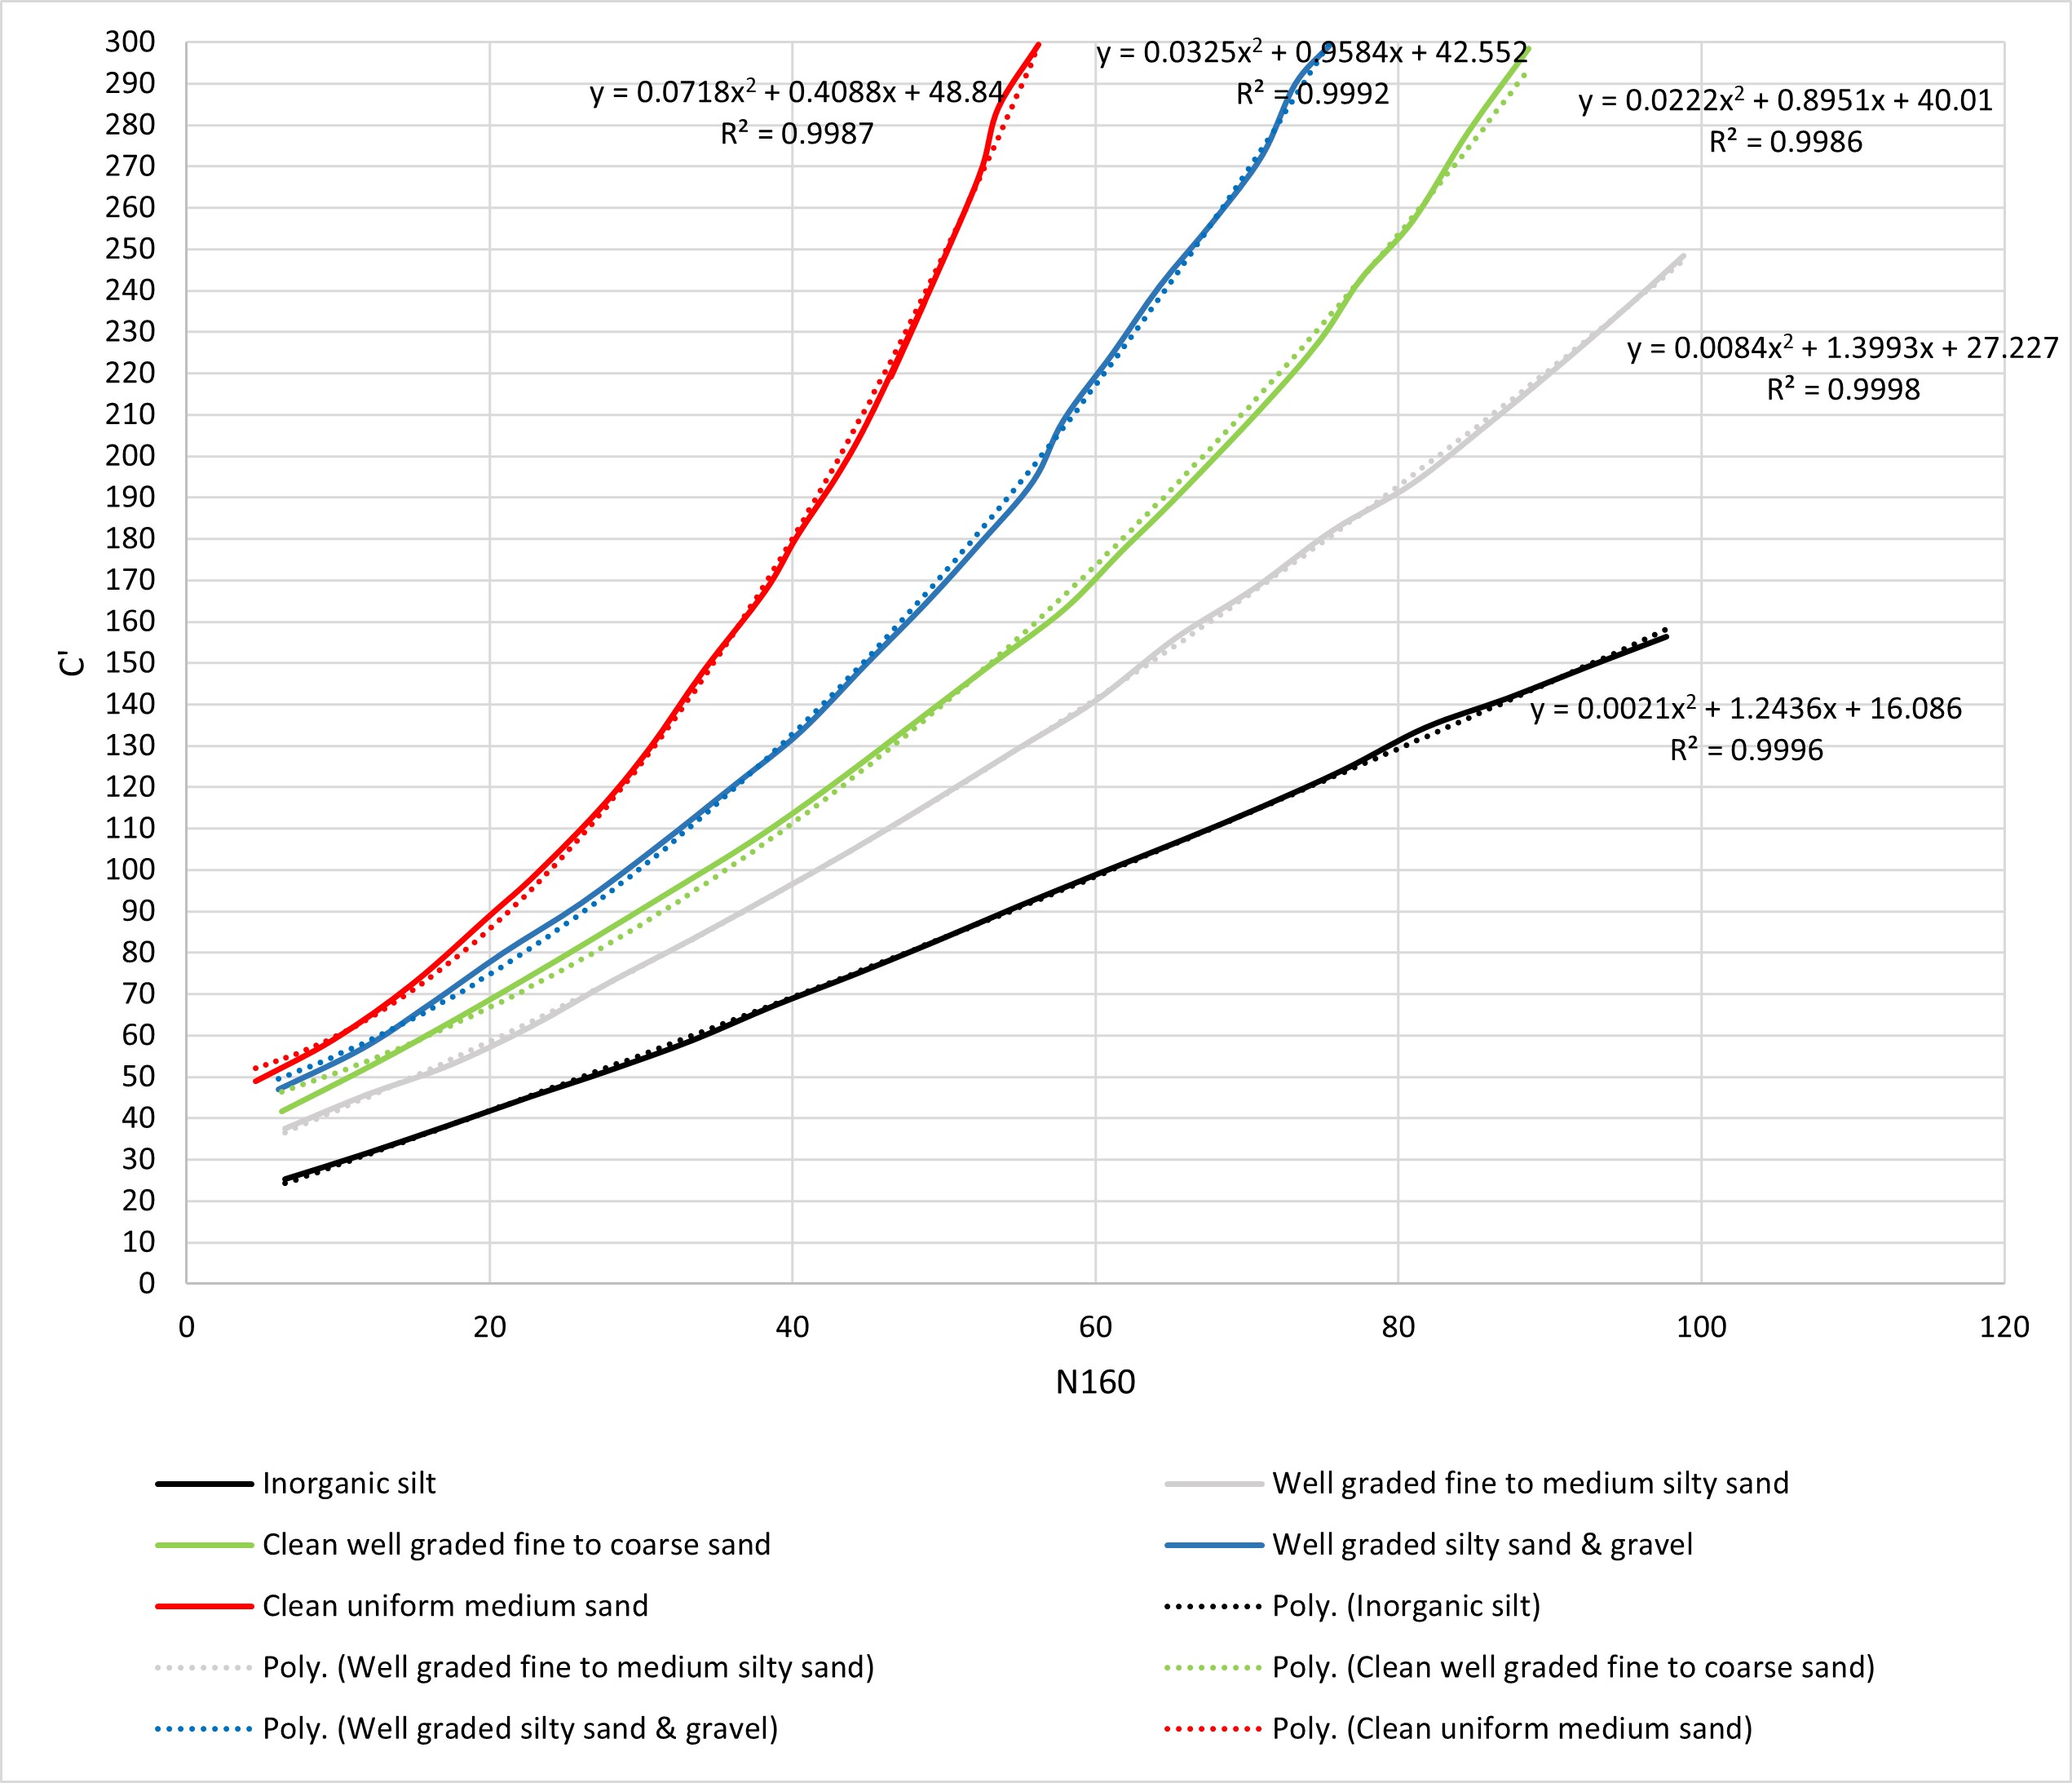 300
290
280
270
260
250
240
230
220
210
200
190
180
170
160
150
140
130
120
110
100
90
80
70
60
50
40
30
20
10
0
C'
y = 0.0718x² + 0.4088x + 48.84
R² = 0.9987
y = 0.0325x² + 0.9584x + 42.552
R² = 0.9992
y = 0.0222x² + 0.8951x + 40.01
R² = 0.9986
y = 0.0084x² + 1.3993x + 27.227
R² = 0.9998
y = 0.0021x² + 1.2436x + 16.086
R² = 0.9996
0 20 40 60 80 100 120
N160
Inorganic silt
Well graded fine to medium silty sand
Clean well graded fine to coarse sand
Well graded silty sand & gravel
Clean uniform medium sand
Poly. (Inorganic silt)
Poly. (Well graded fine to medium silty sand)
Poly. (Clean well graded fine to coarse sand)
Poly. (Well graded silty sand & gravel)
Poly. (Clean uniform medium sand)